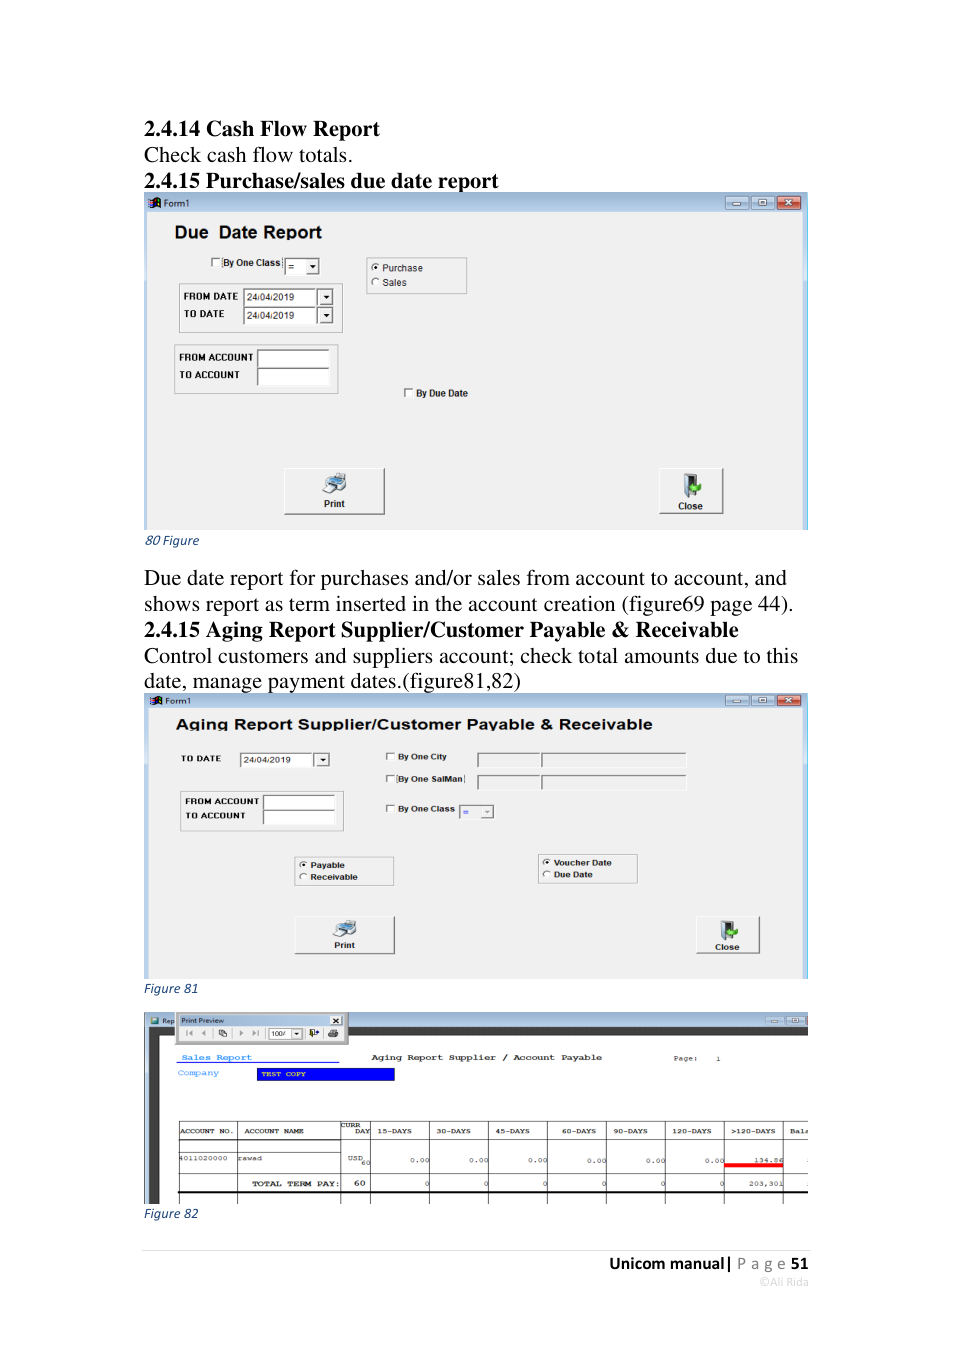 2.4.14 Cash Flow Report
Check cash flow totals.
2.4.15 Purchase/sales due date report
Form1
Due Date Report
By One Class =
Purchase
Sales
FROM DATE 24/04/2019
TO DATE 24/04/2019
FROM ACCOUNT
TO ACCOUNT
By Due Date
Print
Close
80 Figure
Due date report for purchases and/or sales from account to account, and
shows report as term inserted in the account creation (figure69 page 44).
2.4.15 Aging Report Supplier/Customer Payable & Receivable
Control customers and suppliers account; check total amounts due to this
date, manage payment dates.(figure81,82)
Form1
Aging Report Supplier/Customer Payable & Receivable
TO DATE 24/04/2019
By One City
By One SalMan
FROM ACCOUNT
TO ACCOUNT
By One Class =
Payable
Receivable
Voucher Date
Due Date
Print
Close
Figure 81
Rep Print Preview
100%
Sales Report Aging Report Supplier / Account Payable Page: 1
Company TEST COPY
ACCOUNT NO. ACCOUNT NAME CURR DAY 15-DAYS 30-DAYS 45-DAYS 60-DAYS 90-DAYS 120-DAYS >120-DAYS Bala
4011020000 rawad USD 60 0.00 0.00 0.00 0.00 0.00 0.00 134.86
TOTAL TERM PAY: 60 0 0 0 0 0 0 203,301
Figure 82
Unicom manual| P a g e 51
©Ali Rida